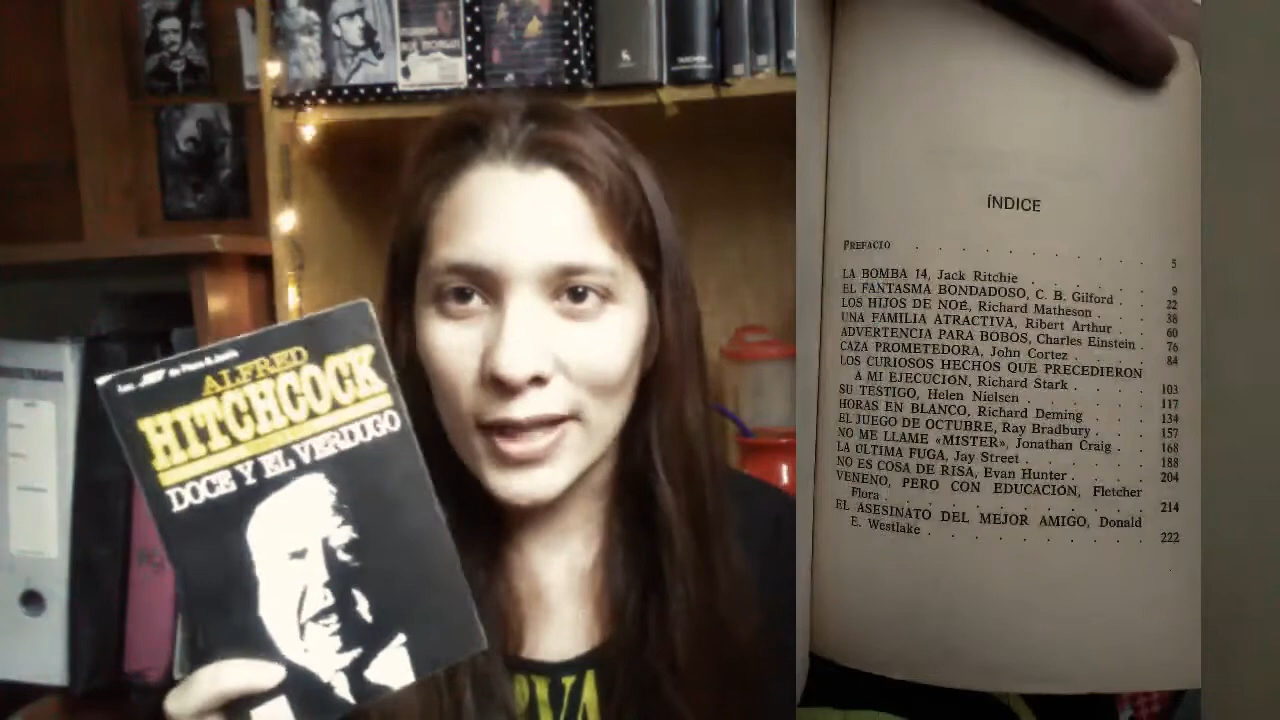 ALFRED
HITCHCOCK
DOCE Y EL VERDUGO
ÍNDICE
PREFACIO . . . . . . . . . . 5
LA BOMBA 14, Jack Ritchie . . . . 9
EL FANTASMA BONDADOSO, C. B. Gilford . 22
LOS HIJOS DE NOÉ, Richard Matheson . . 38
UNA FAMILIA ATRACTIVA, Ribert Arthur . . 60
ADVERTENCIA PARA BOBOS, Charles Einstein . 76
CAZA PROMETEDORA, John Cortez . . . 84
LOS CURIOSOS HECHOS QUE PRECEDIERON
A MI EJECUCIÓN, Richard Stark . . . . 103
SU TESTIGO, Helen Nielsen . . . . . 117
HORAS EN BLANCO, Richard Deming . . . 134
EL JUEGO DE OCTUBRE, Ray Bradbury . . . 157
NO ME LLAME «MISTER», Jonathan Craig . . 168
LA ÚLTIMA FUGA, Jay Street . . . . . 188
NO ES COSA DE RISA, Evan Hunter . . . . 204
VENENO, PERO CON EDUCACIÓN, Fletcher
Flora . . . . . . . . . . 214
EL ASESINATO DEL MEJOR AMIGO, Donald
E. Westlake . . . . . . . . . 222